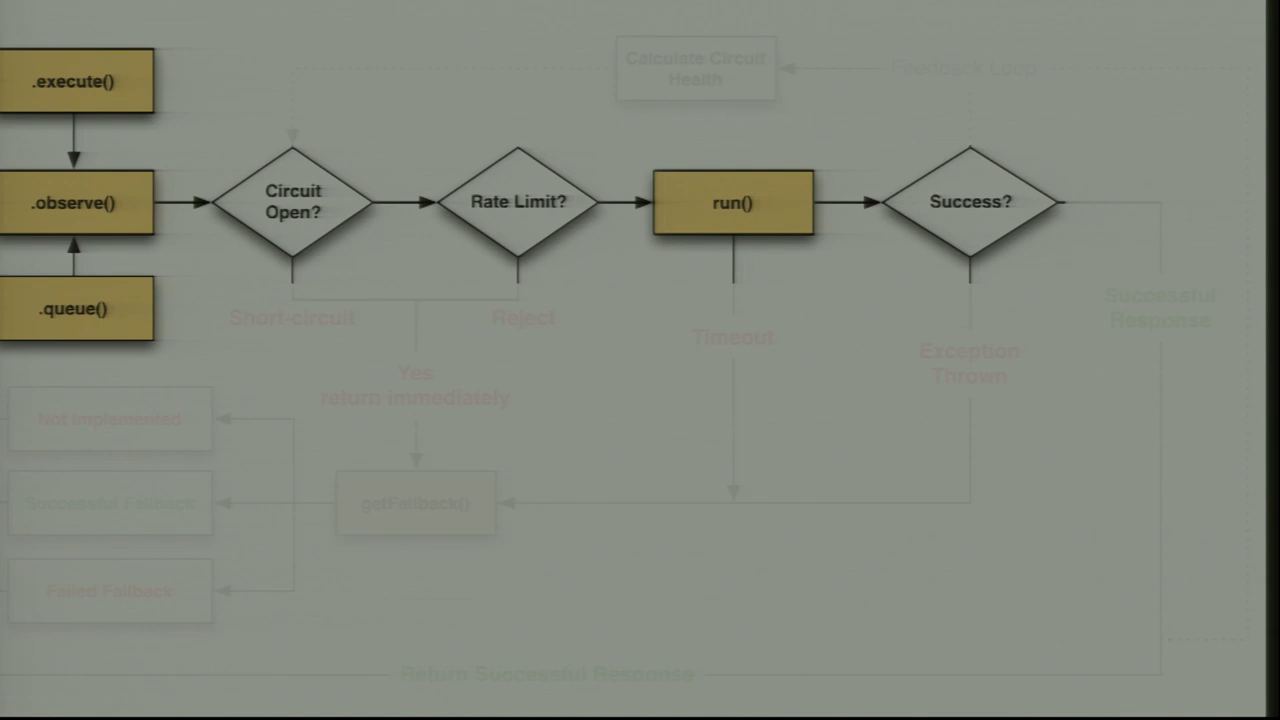 .execute()
Calculate Circuit
Health
Feedback Loop
.observe()
Circuit
Open?
Rate Limit?
run()
Success?
.queue()
Short-circuit
Reject
Timeout
Successful
Response
Exception
Thrown
Yes
return immediately
Not Implemented
Successful Fallback
getFallback()
Failed Fallback
Return Successful Response